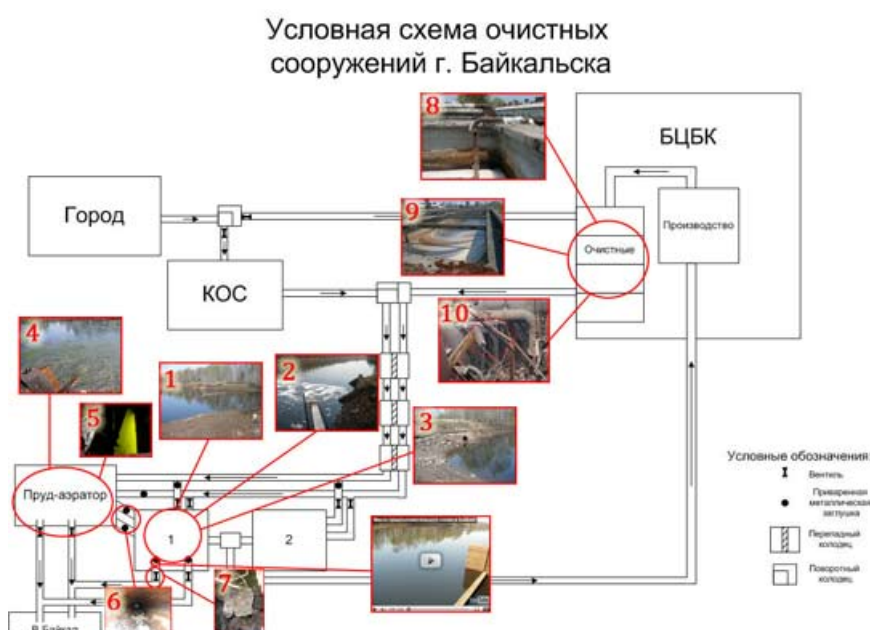 Условная схема очистных
сооружений г. Байкальска
8
БЦБК
Город
9
Производство
Очистные
КОС
10
4
1
2
3
5
Условные обозначения:
Вентиль
Пруд-аэратор
Приваренная
металлическая
заглушка
1
2
Перепадный
колодец
Поворотный
колодец
6
7
В Байкал